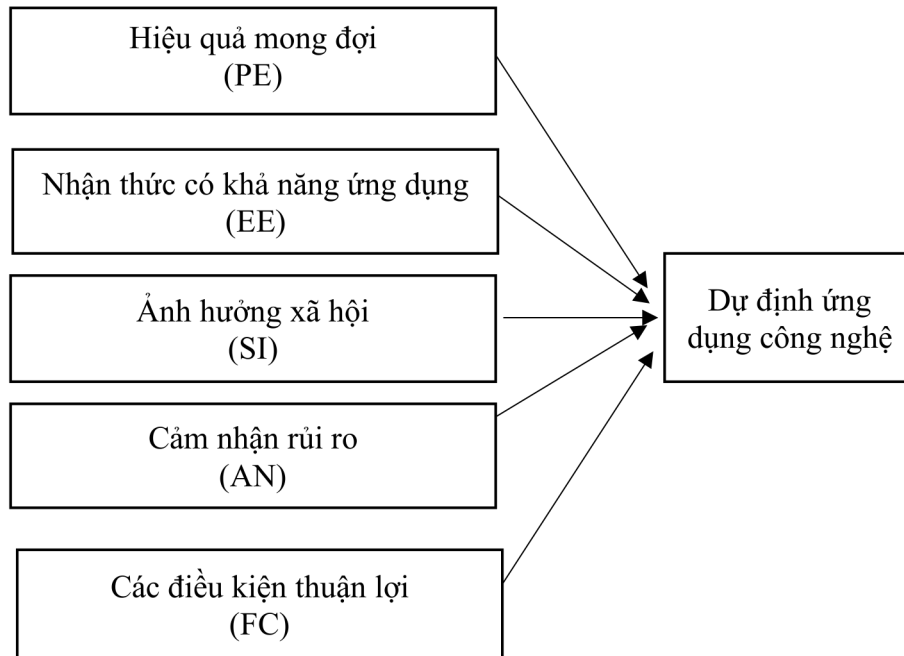 Hiệu quả mong đợi
(PE)
Nhận thức có khả năng ứng dụng
(EE)
Ảnh hưởng xã hội
(SI)
Cảm nhận rủi ro
(AN)
Các điều kiện thuận lợi
(FC)
Dự định ứng
dụng công nghệ